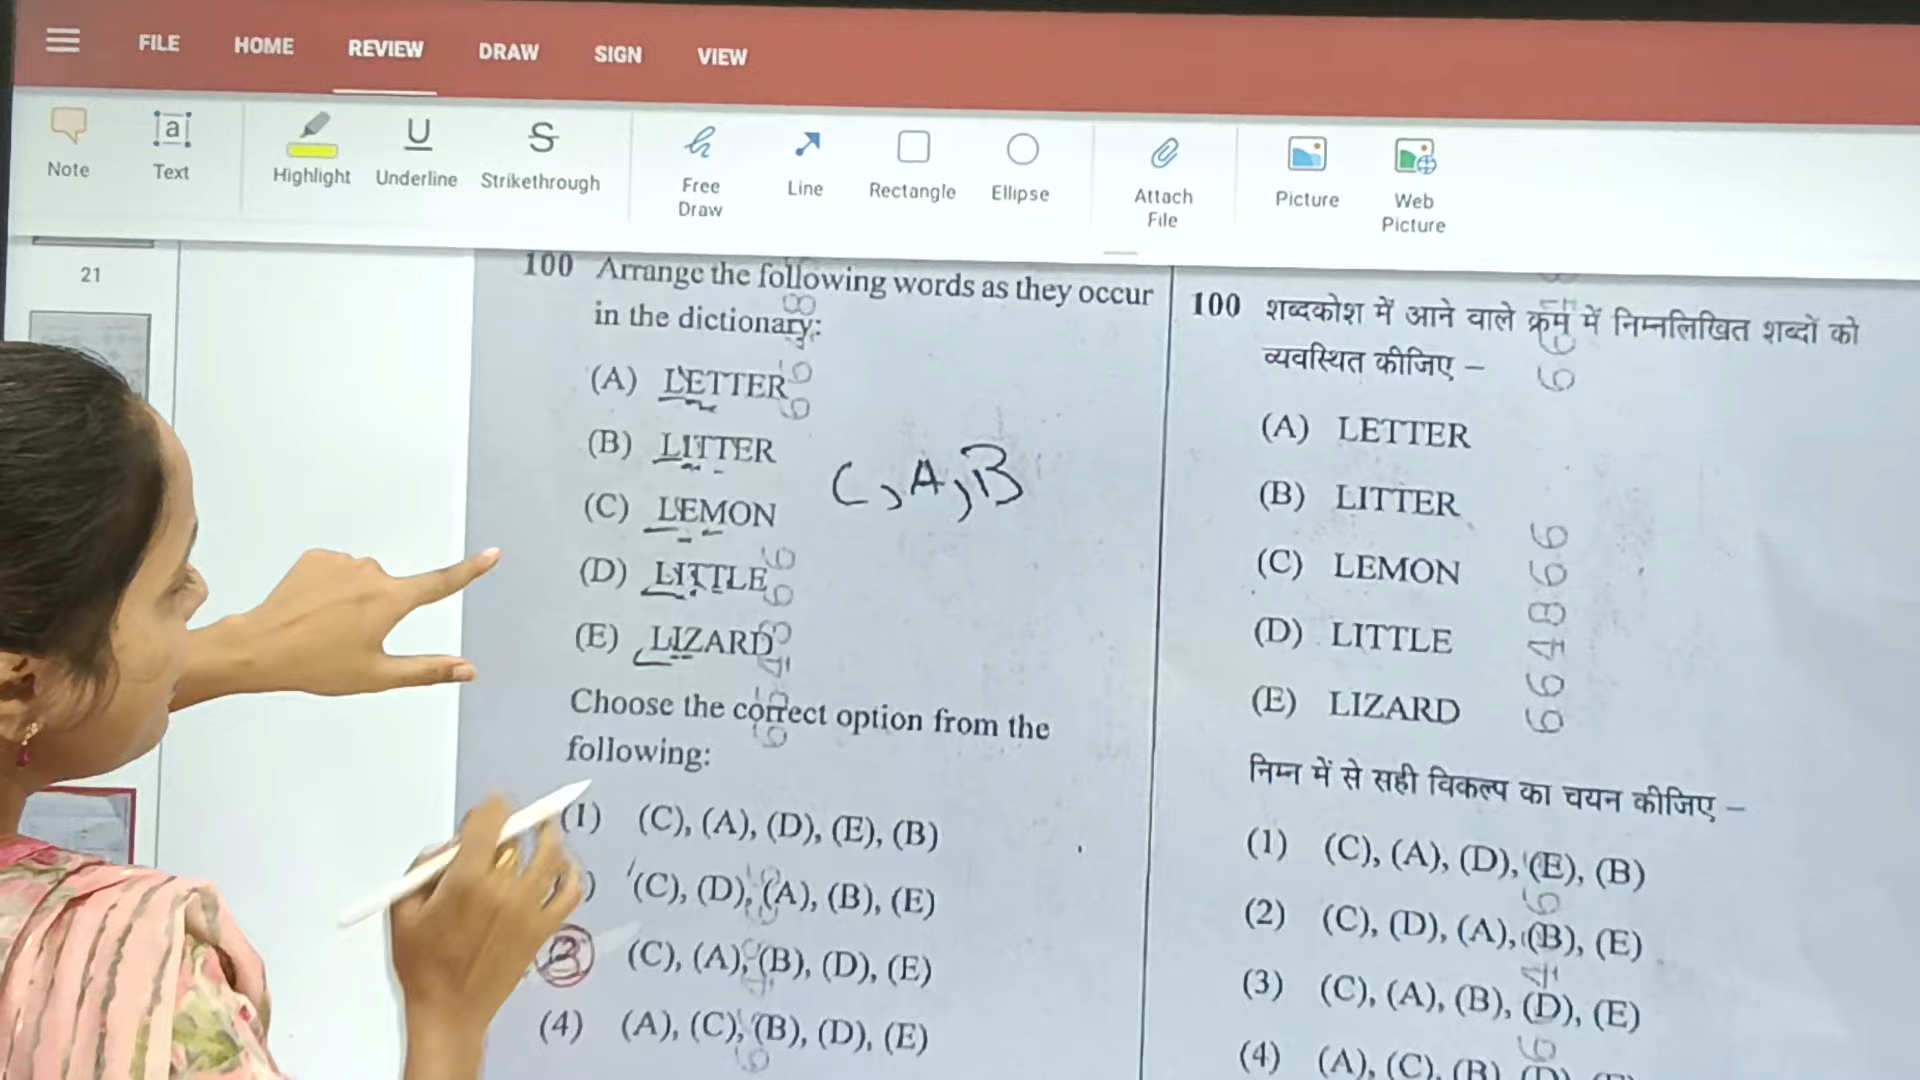 FILE HOME REVIEW DRAW SIGN VIEW
Note Text Highlight Underline Strikethrough Free Draw Line Rectangle Ellipse Attach File Picture Web Picture
21
100 Arrange the following words as they occur
in the dictionary:
(A) LETTER
(B) LITTER
(C) LEMON
(D) LITTLE
(E) LIZARD
C, A, B
Choose the correct option from the
following:
(1) (C), (A), (D), (E), (B)
(C), (D), (A), (B), (E)
3 (C), (A), (B), (D), (E)
(4) (A), (C), (B), (D), (E)
100 शब्दकोश में आने वाले क्रम में निम्नलिखित शब्दों को
व्यवस्थित कीजिए –
(A) LETTER
(B) LITTER
(C) LEMON
(D) LITTLE
(E) LIZARD
निम्न में से सही विकल्प का चयन कीजिए –
(1) (C), (A), (D), (E), (B)
(2) (C), (D), (A), (B), (E)
(3) (C), (A), (B), (D), (E)
(4) (A), (C), (B), (D),